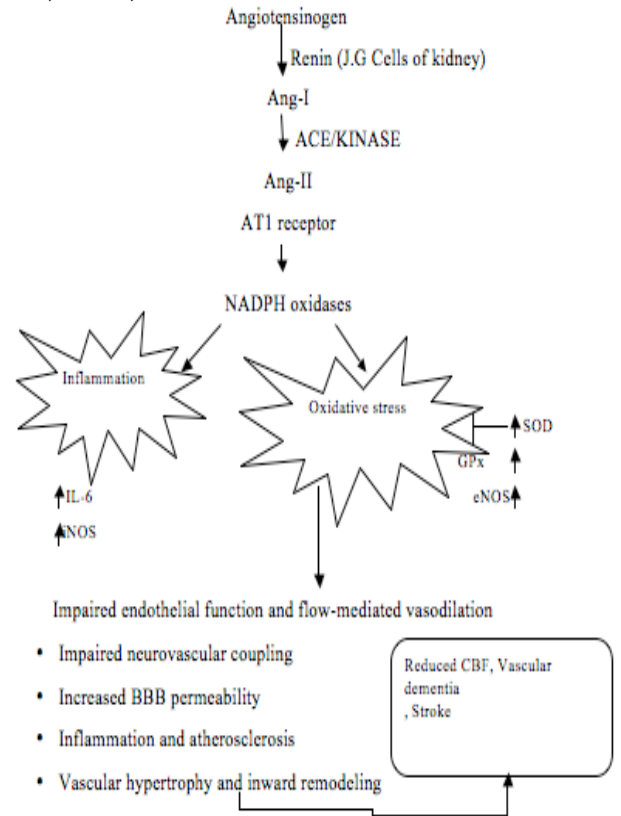 Angiotensinogen
Renin (J.G Cells of kidney)
Ang-I
ACE/KINASE
Ang-II
AT1 receptor
NADPH oxidases
Inflammation
Oxidative stress
SOD
GPx
eNOS
IL-6
iNOS
Impaired endothelial function and flow-mediated vasodilation
• Impaired neurovascular coupling
• Increased BBB permeability
• Inflammation and atherosclerosis
• Vascular hypertrophy and inward remodeling
Reduced CBF, Vascular
dementia
, Stroke